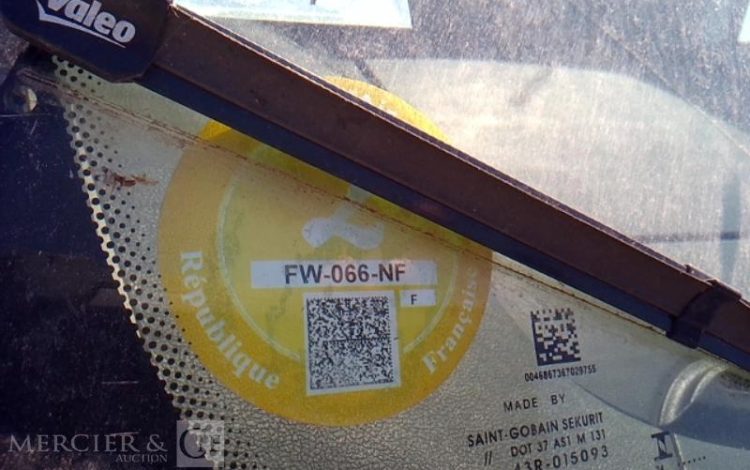 Valeo
FW-066-NF
F
République
Française
004686T367029755
MADE BY
SAINT-GOBAIN SEKURIT
// DOT 37 AS1 M 131
43R-015093
MERCIER &
AUCTION